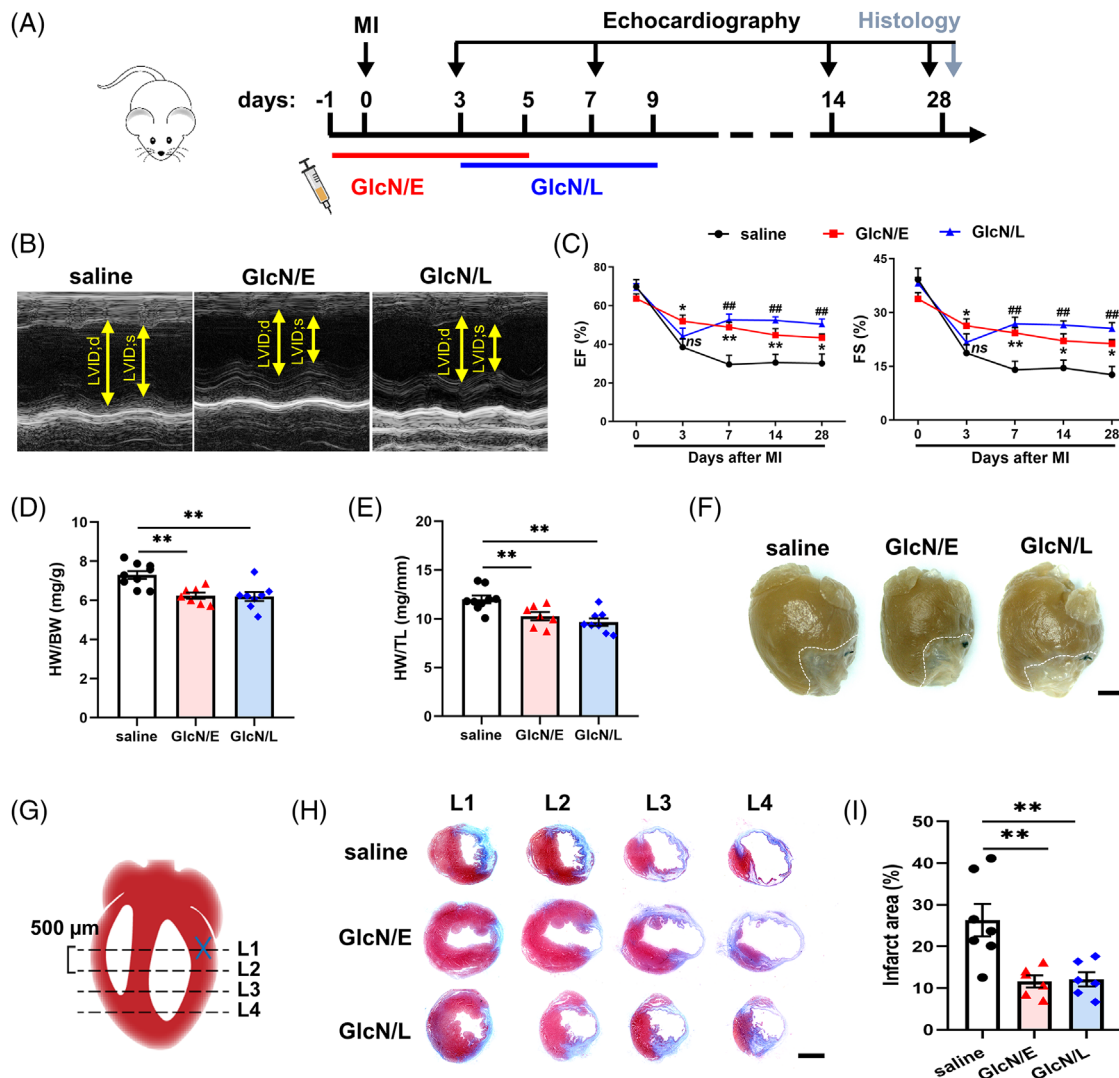 (A)
MI
Echocardiography
Histology
days: -1 0 3 5 7 9 14 28
GlcN/E
GlcN/L
(B)
saline GlcN/E GlcN/L
LVID;d LVID;s LVID;d LVID;s LVID;d LVID;s
(C)
saline GlcN/E GlcN/L
EF (%)
80
60
40
20
0
* ## ## ##
ns ** ** *
0 3 7 14 28
Days after MI
FS (%)
45
30
15
0
* ## ## ##
ns ** * *
0 3 7 14 28
Days after MI
(D)
HW/BW (mg/g)
10
8
6
4
2
0
**
**
saline GlcN/E GlcN/L
(E)
HW/TL (mg/mm)
20
15
10
5
0
**
**
saline GlcN/E GlcN/L
(F)
saline GlcN/E GlcN/L
(G)
500 μm
L1
L2
L3
L4
(H)
L1 L2 L3 L4
saline
GlcN/E
GlcN/L
(I)
Infarct area (%)
50
40
30
20
10
0
**
**
saline GlcN/E GlcN/L